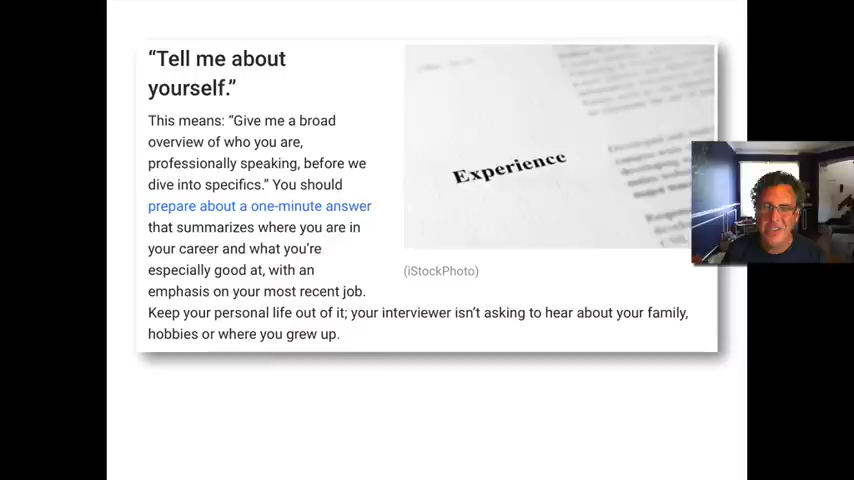 “Tell me about
yourself.”
This means: “Give me a broad
overview of who you are,
professionally speaking, before we
dive into specifics.” You should
prepare about a one-minute answer
that summarizes where you are in
your career and what you’re
especially good at, with an
emphasis on your most recent job.
Keep your personal life out of it; your interviewer isn’t asking to hear about your family,
hobbies or where you grew up.
Experience
(iStockPhoto)